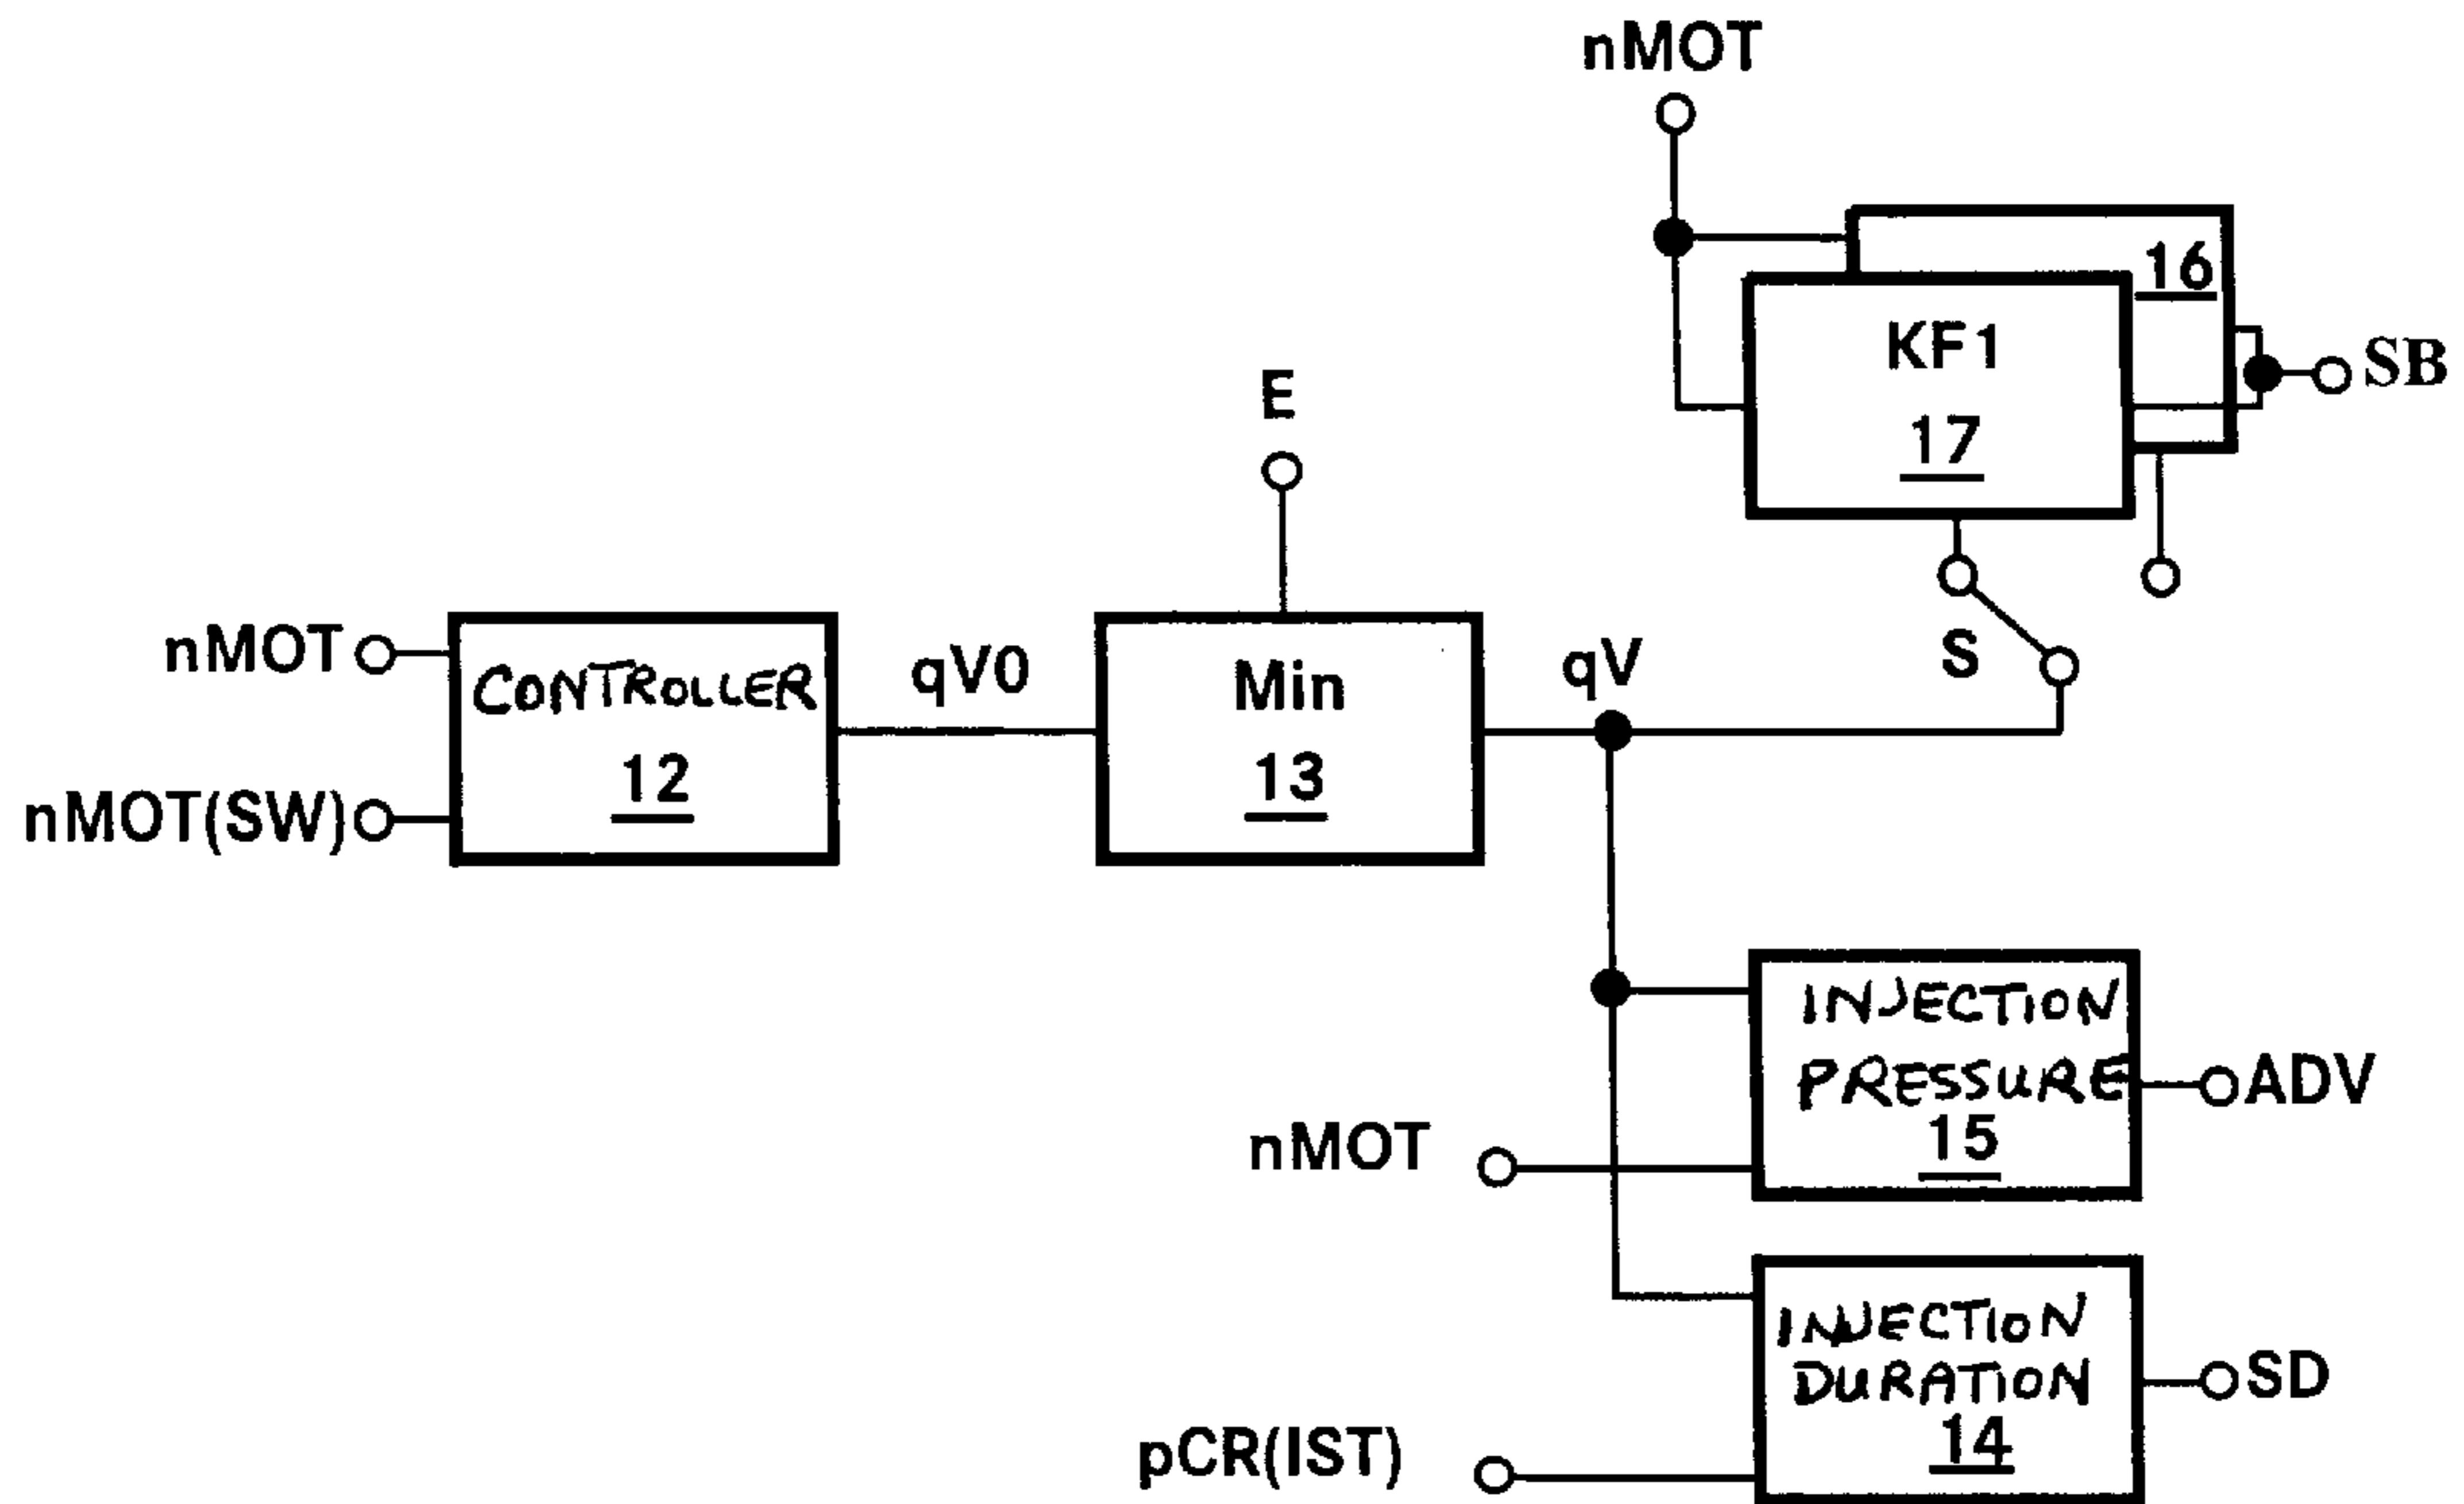 nMOT
16
KF1
17
SB
E
nMOT
CONTROLLER
12
nMOT(SW)
qV0
Min
13
qV
S
INJECTION
PRESSURE
15
ADV
nMOT
INJECTION
DURATION
14
SD
pCR(IST)